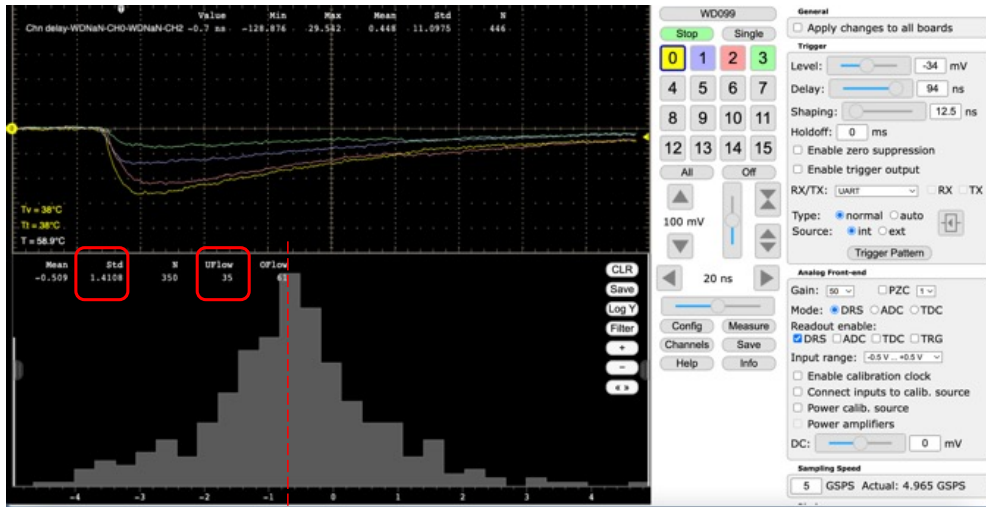 Value Min Max Mean Std N
Chn delay-WDNaN-CH0-WDNaN-CH2 -0.7 ns -128.876 29.542 0.448 11.0975 446
0
Tv = 38°C
Tt = 38°C
T = 58.9°C
Mean Std N UFlow OFlow
-0.509 1.4108 350 35 61
CLR
Save
Log Y
Filter
+
−
« »
-4 -3 -2 -1 0 1 2 3 4
WD099
Stop Single
0 1 2 3
4 5 6 7
8 9 10 11
12 13 14 15
All Off
100 mV
20 ns
Config Measure
Channels Save
Help Info
General
Apply changes to all boards
Trigger
Level: -34 mV
Delay: 94 ns
Shaping: 12.5 ns
Holdoff: 0 ms
Enable zero suppression
Enable trigger output
RX/TX: UART RX TX
Type: normal auto
Source: int ext
Trigger Pattern
Analog Front-end
Gain: 50 PZC 1
Mode: DRS ADC TDC
Readout enable:
DRS ADC TDC TRG
Input range: -0.5 V ... +0.5 V
Enable calibration clock
Connect inputs to calib. source
Power calib. source
Power amplifiers
DC: 0 mV
Sampling Speed
5 GSPS Actual: 4.965 GSPS